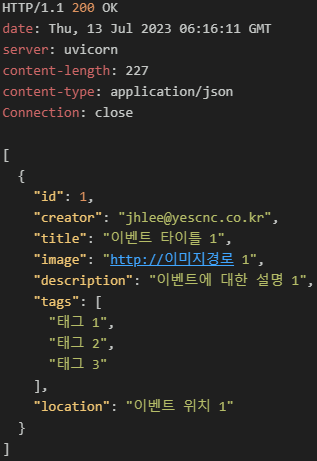 HTTP/1.1 200 OK
date: Thu, 13 Jul 2023 06:16:11 GMT
server: uvicorn
content-length: 227
content-type: application/json
Connection: close

[
  {
    "id": 1,
    "creator": "jhlee@yescnc.co.kr",
    "title": "이벤트 타이틀 1",
    "image": "http://이미지경로 1",
    "description": "이벤트에 대한 설명 1",
    "tags": [
      "태그 1",
      "태그 2",
      "태그 3"
    ],
    "location": "이벤트 위치 1"
  }
]